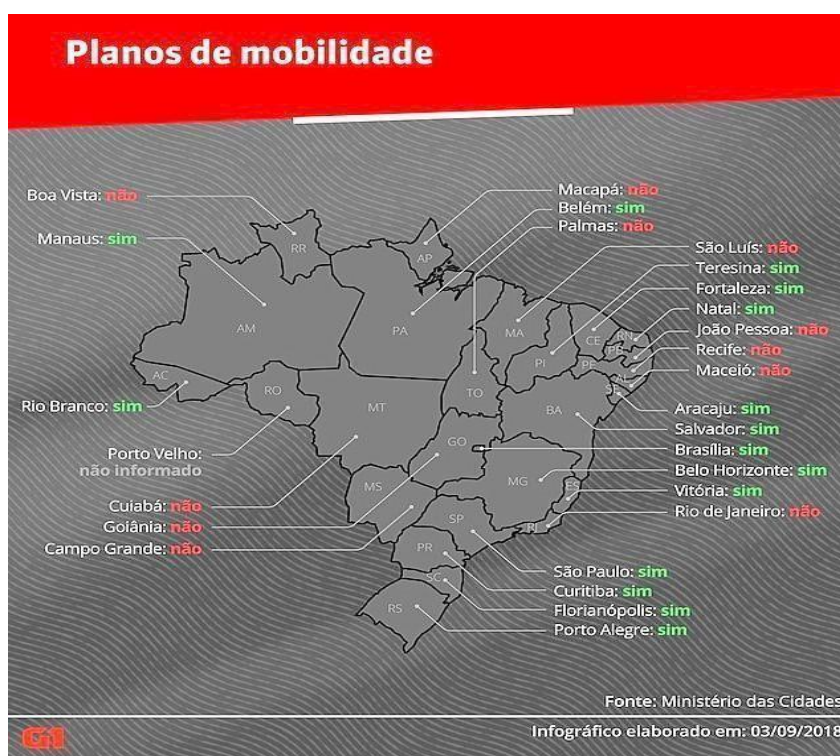 Planos de mobilidade
Boa Vista: não
Manaus: sim
Rio Branco: sim
Porto Velho:
não informado
Cuiabá: não
Goiânia: não
Campo Grande: não
Macapá: não
Belém: sim
Palmas: não
São Luís: não
Teresina: sim
Fortaleza: sim
Natal: sim
João Pessoa: não
Recife: não
Maceió: não
Aracaju: sim
Salvador: sim
Brasília: sim
Belo Horizonte: sim
Vitória: sim
Rio de Janeiro: não
São Paulo: sim
Curitiba: sim
Florianópolis: sim
Porto Alegre: sim
RR
AP
AM
PA
MA
CE
RN
PB
PE
PI
AL
SE
AC
RO
TO
MT
BA
GO
MG
ES
MS
SP
RJ
PR
SC
RS
Fonte: Ministério das Cidades
G1
Infográfico elaborado em: 03/09/2018